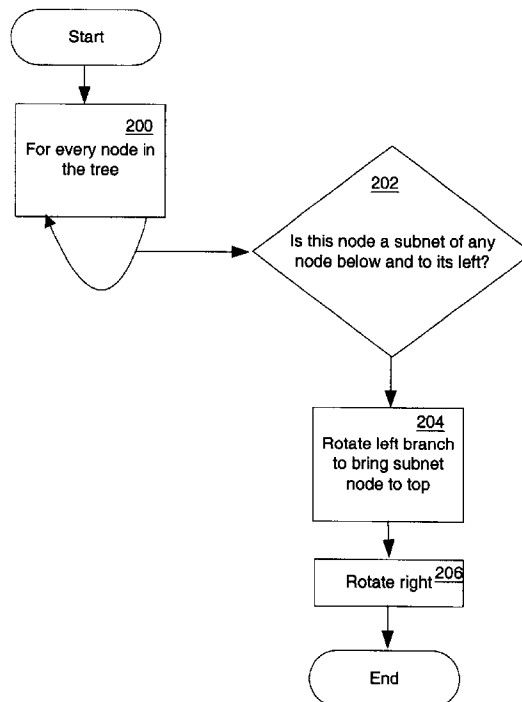 Start
200
For every node in
the tree
202
Is this node a subnet of any
node below and to its left?
204
Rotate left branch
to bring subnet
node to top
Rotate right 206
End